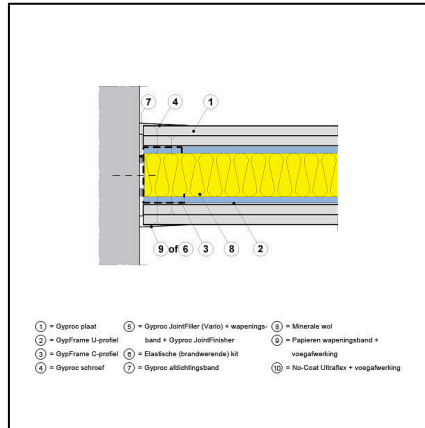 7 4 1
9 of 6 3 8 2
1 = Gyproc plaat
2 = GypFrame U-profiel
3 = GypFrame C-profiel
4 = Gyproc schroef
5 = Gyproc JointFiller (Vario) + wapenings-
band + Gyproc JointFinisher
6 = Elastische (brandwerende) kit
7 = Gyproc afdichtingsband
8 = Minerale wol
9 = Papieren wapeningsband +
voegafwerking
10 = No-Coat Ultraflex + voegafwerking